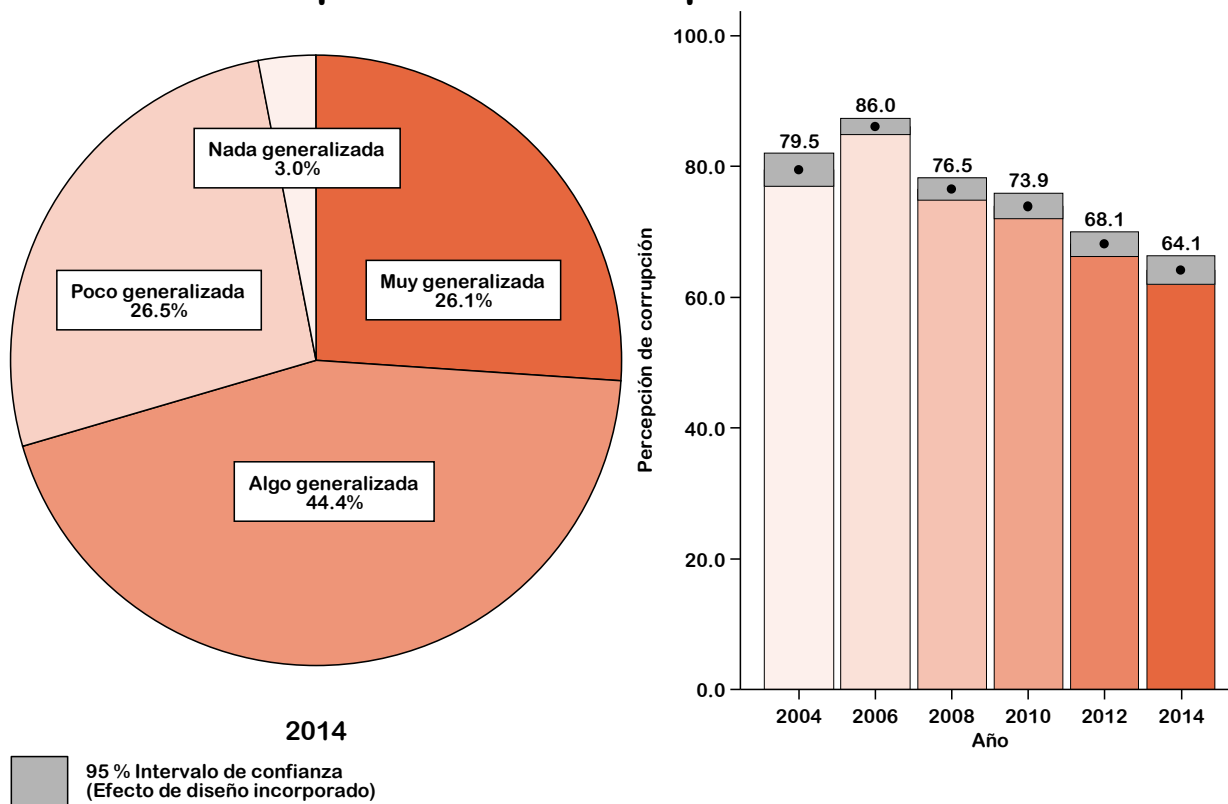 Nada generalizada
3.0%
Poco generalizada
26.5%
Muy generalizada
26.1%
Algo generalizada
44.4%
2014
95 % Intervalo de confianza
(Efecto de diseño incorporado)
Percepción de corrupción
100.0
80.0
60.0
40.0
20.0
0.0
79.5
86.0
76.5
73.9
68.1
64.1
2004
2006
2008
2010
2012
2014
Año